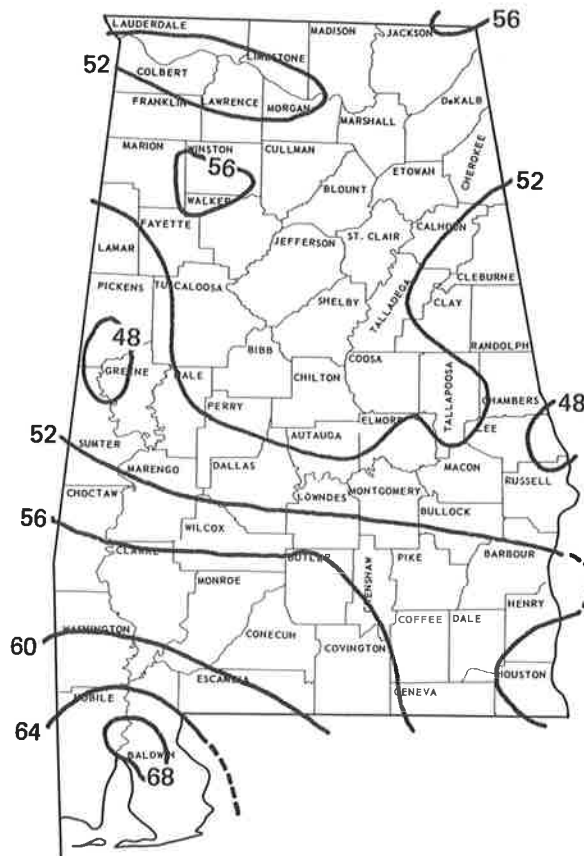 LAUDERDALE
LIMESTONE
MADISON
JACKSON
56
52
COLBERT
FRANKLIN
LAWRENCE
MORGAN
MARSHALL
DeKALB
MARION
WINSTON
CULLMAN
56
WALKER
BLOUNT
ETOWAH
CHEROKEE
52
FAYETTE
LAMAR
JEFFERSON
ST. CLAIR
CALHOUN
CLEBURNE
PICKENS
TUSCALOOSA
SHELBY
TALLADEGA
CLAY
RANDOLPH
48
GREENE
HALE
BIBB
CHILTON
COOSA
TALLAPOOSA
CHAMBERS
48
PERRY
AUTAUGA
ELMORE
LEE
52
SUMTER
MARENGO
DALLAS
MACON
RUSSELL
CHOCTAW
LOWNDES
MONTGOMERY
BULLOCK
56
WILCOX
CLARKE
BUTLER
CRENSHAW
PIKE
BARBOUR
MONROE
HENRY
WASHINGTON
CONECUH
COVINGTON
COFFEE
DALE
60
ESCAMBIA
HOUSTON
GENEVA
MOBILE
64
BALDWIN
68